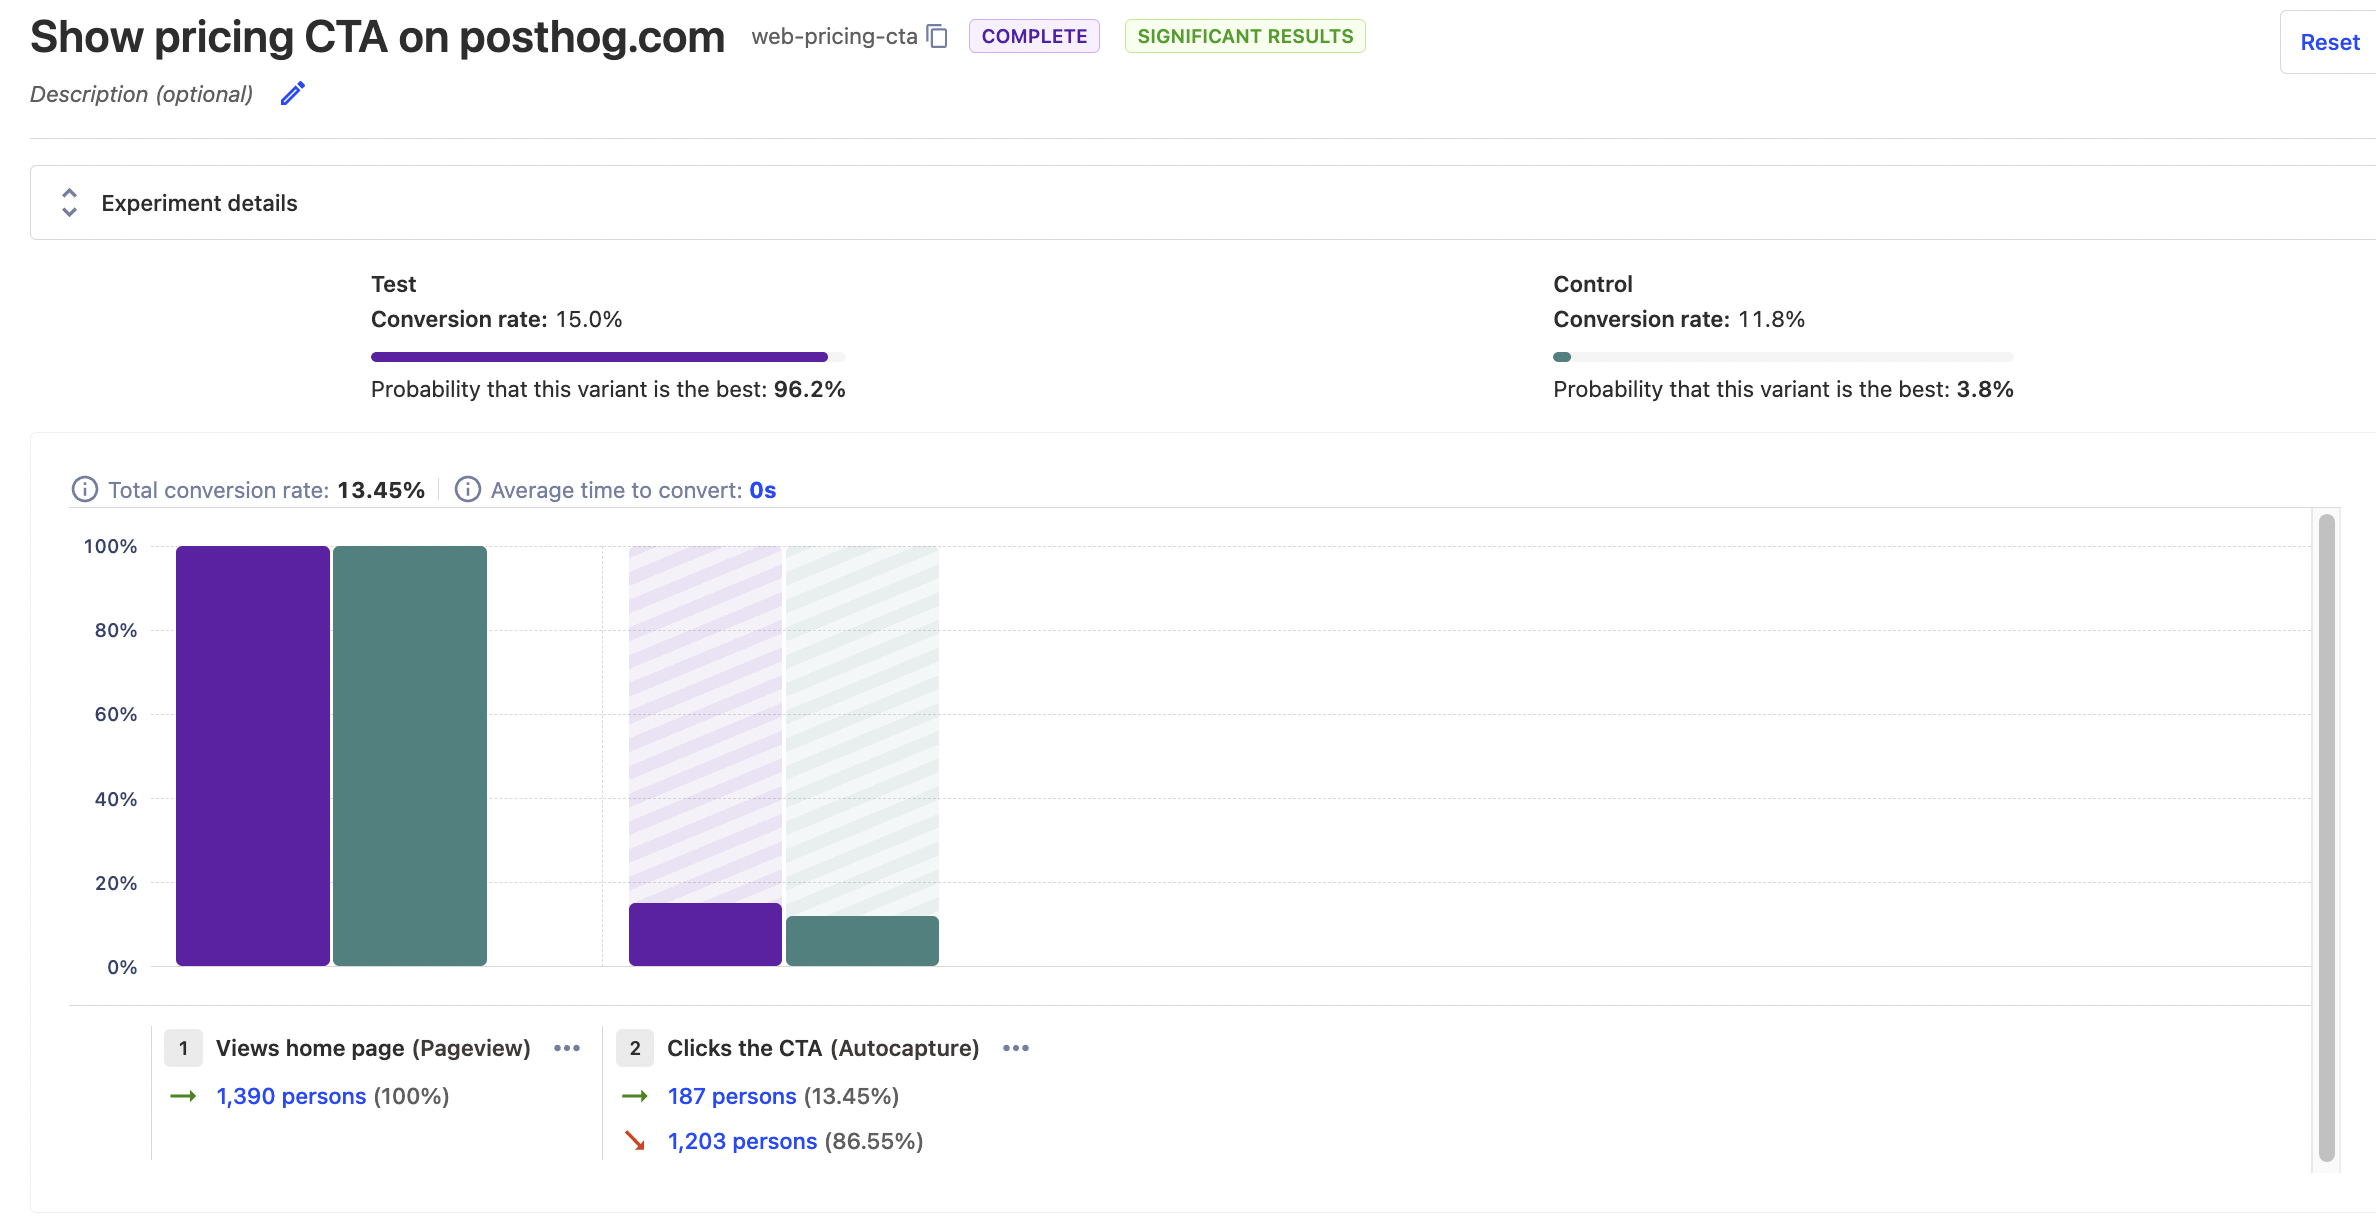 Show pricing CTA on posthog.com web-pricing-cta COMPLETE SIGNIFICANT RESULTS
Reset
Description (optional)
Experiment details
Test
Conversion rate: 15.0%
Probability that this variant is the best: 96.2%
Control
Conversion rate: 11.8%
Probability that this variant is the best: 3.8%
Total conversion rate: 13.45% Average time to convert: 0s
100%
80%
60%
40%
20%
0%
1 Views home page (Pageview) •••
1,390 persons (100%)
2 Clicks the CTA (Autocapture) •••
187 persons (13.45%)
1,203 persons (86.55%)